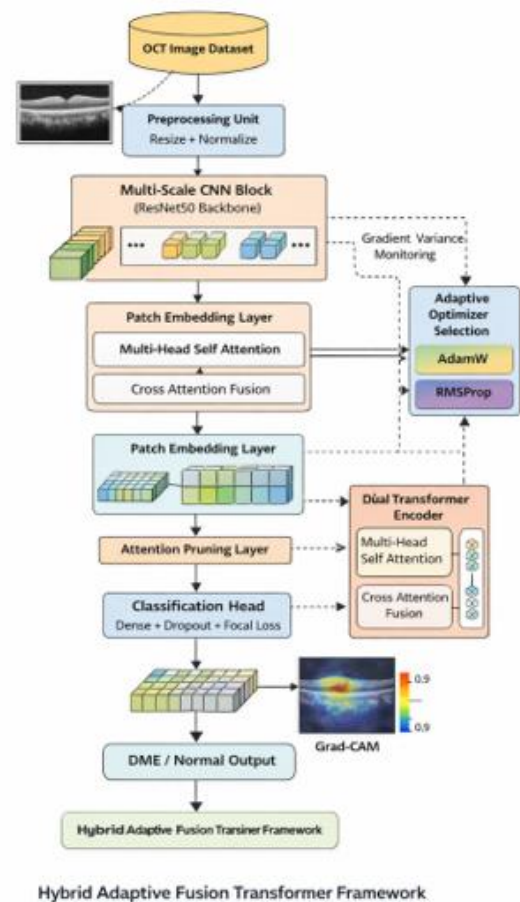 OCT Image Dataset
Preprocessing Unit
Resize + Normalize
Multi-Scale CNN Block
(ResNet50 Backbone)
Gradient Variance
Monitoring
Patch Embedding Layer
Multi-Head Self Attention
Cross Attention Fusion
Adaptive
Optimizer
Selection
AdamW
RMSProp
Patch Embedding Layer
Dùal Transformer
Encoder
Multi-Head
Self Attention
Cross Attention
Fusion
Attention Pruning Layer
Classification Head
Dense + Dropout + Focal Loss
0.9
0.9
Grad-CAM
DME / Normal Output
Hybrid Adaptive Fusion Transiner Framework
Hybrid Adaptive Fusion Transformer Framework